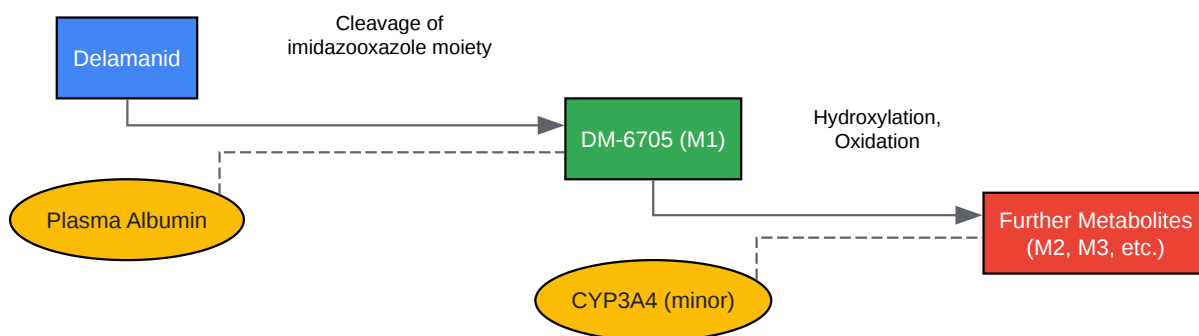 Cleavage of
imidazooxazole moiety
Delamanid
DM-6705 (M1)
Hydroxylation,
Oxidation
Plasma Albumin
Further Metabolites
(M2, M3, etc.)
CYP3A4 (minor)